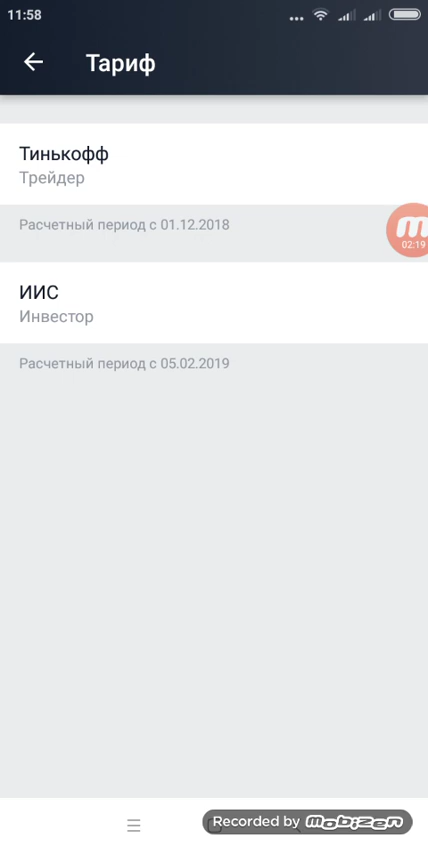 11:58
Тариф
Тинькофф
Трейдер
Расчетный период с 01.12.2018
02:19
ИИС
Инвестор
Расчетный период с 05.02.2019
Recorded by mobizen